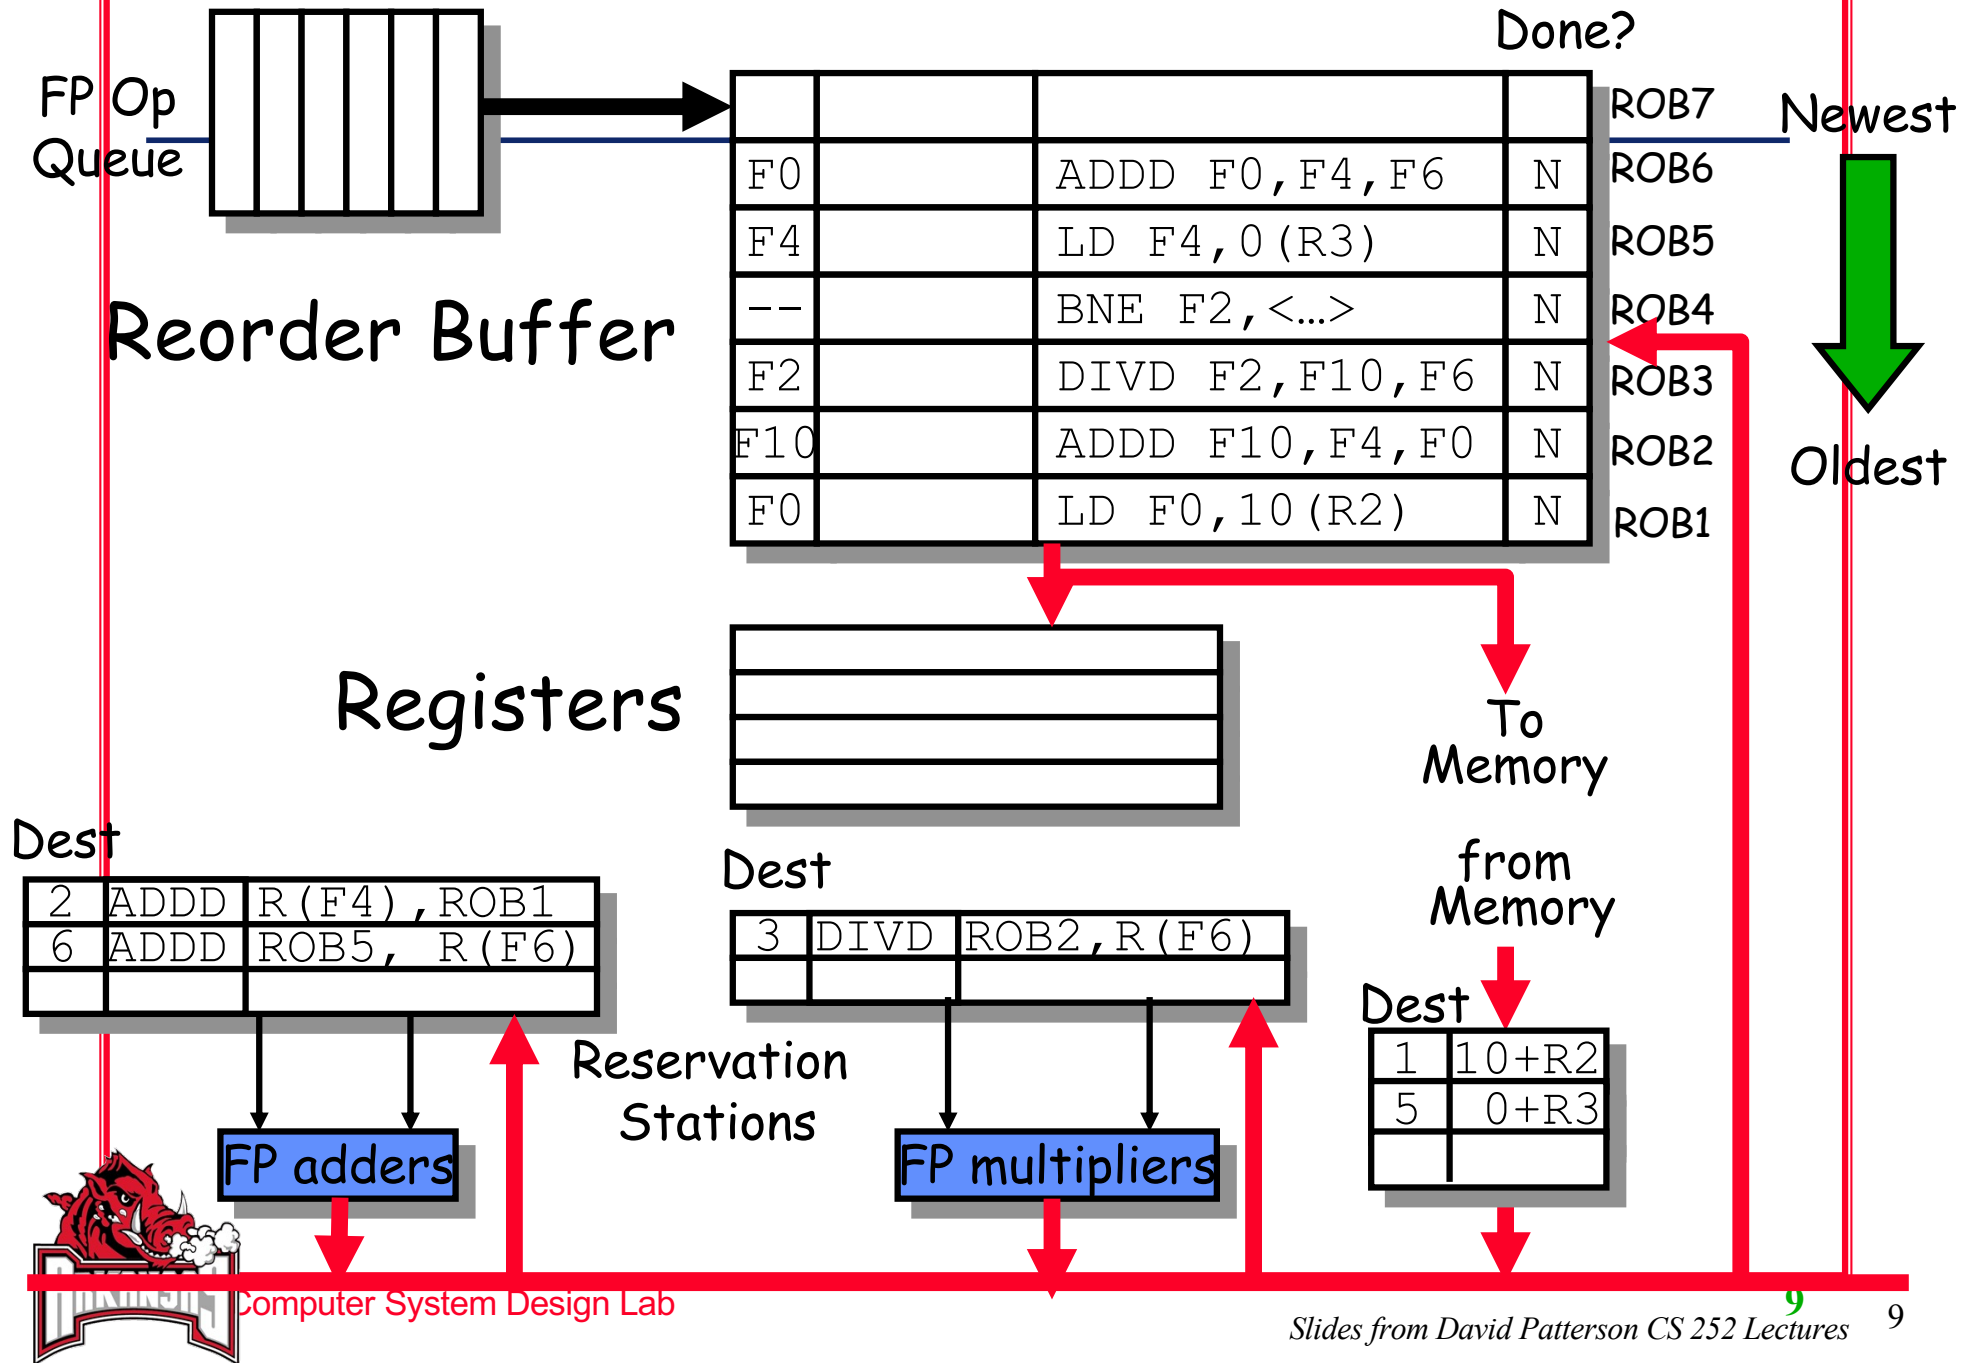 Done?
FP Op
Queue
ROB7
Newest
F0 ADDD F0,F4,F6 N ROB6
F4 LD F4,0(R3) N ROB5
Reorder Buffer
-- BNE F2,<…> N ROB4
F2 DIVD F2,F10,F6 N ROB3
F10 ADDD F10,F4,F0 N ROB2
Oldest
F0 LD F0,10(R2) N ROB1
Registers
To
Memory
from
Memory
Dest
2 ADDD R(F4),ROB1
6 ADDD ROB5, R(F6)
Dest
3 DIVD ROB2,R(F6)
Dest
1 10+R2
5 0+R3
Reservation
Stations
FP adders
FP multipliers
ARKANSAS
Computer System Design Lab
Slides from David Patterson CS 252 Lectures
9
9